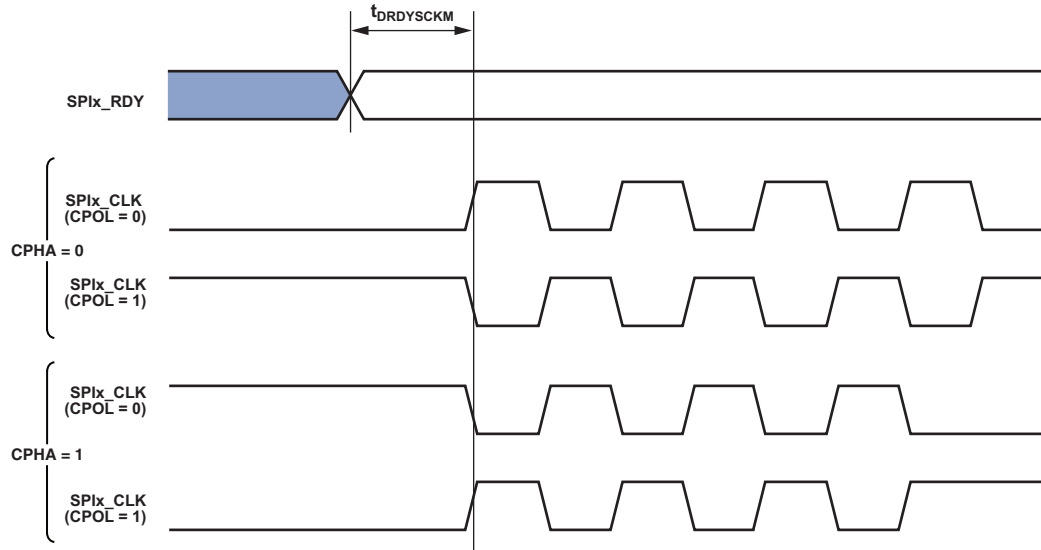 tDRDYSCKM
SPIx_RDY
SPIx_CLK
(CPOL = 0)
CPHA = 0
SPIx_CLK
(CPOL = 1)
SPIx_CLK
(CPOL = 0)
CPHA = 1
SPIx_CLK
(CPOL = 1)